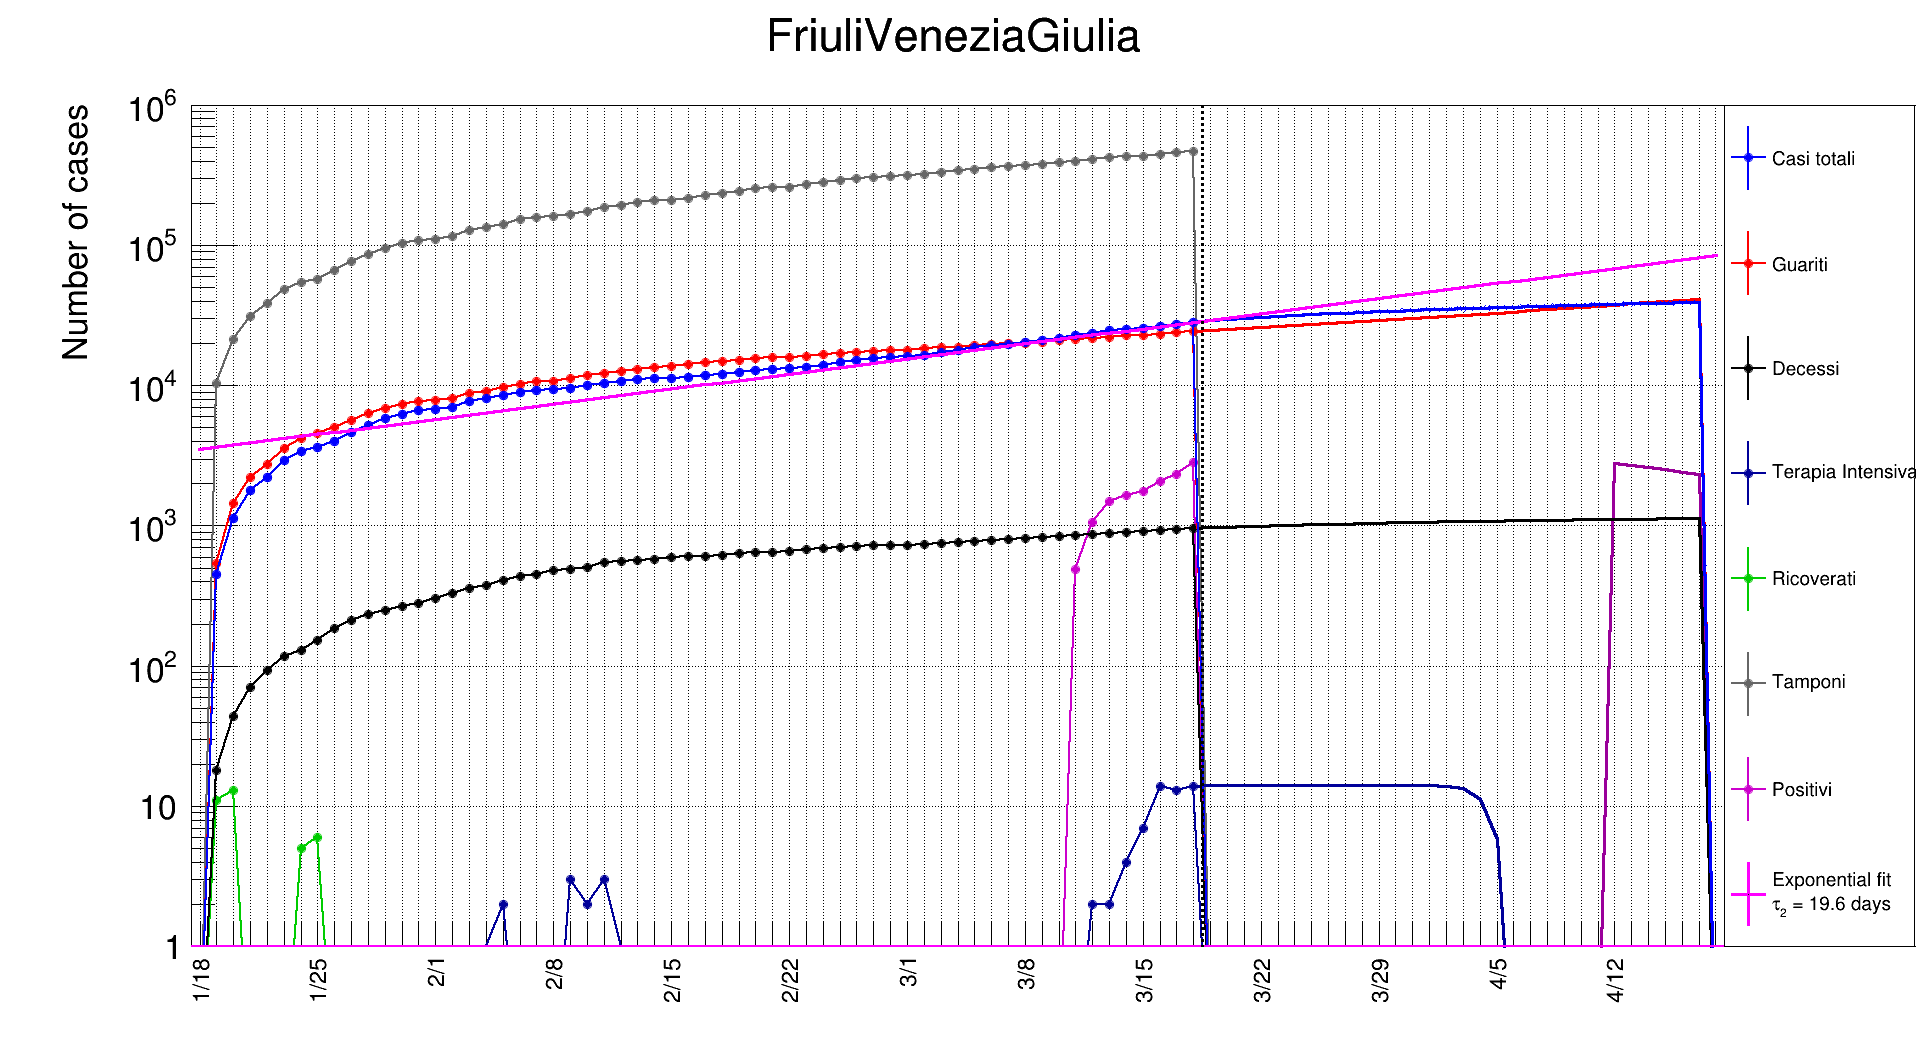 FriuliVeneziaGiulia
Number of cases
10^6
10^5
10^4
10^3
10^2
10
1
1/18
1/25
2/1
2/8
2/15
2/22
3/1
3/8
3/15
3/22
3/29
4/5
4/12
Casi totali
Guariti
Decessi
Terapia Intensiva
Ricoverati
Tamponi
Positivi
Exponential fit
τ_2 = 19.6 days